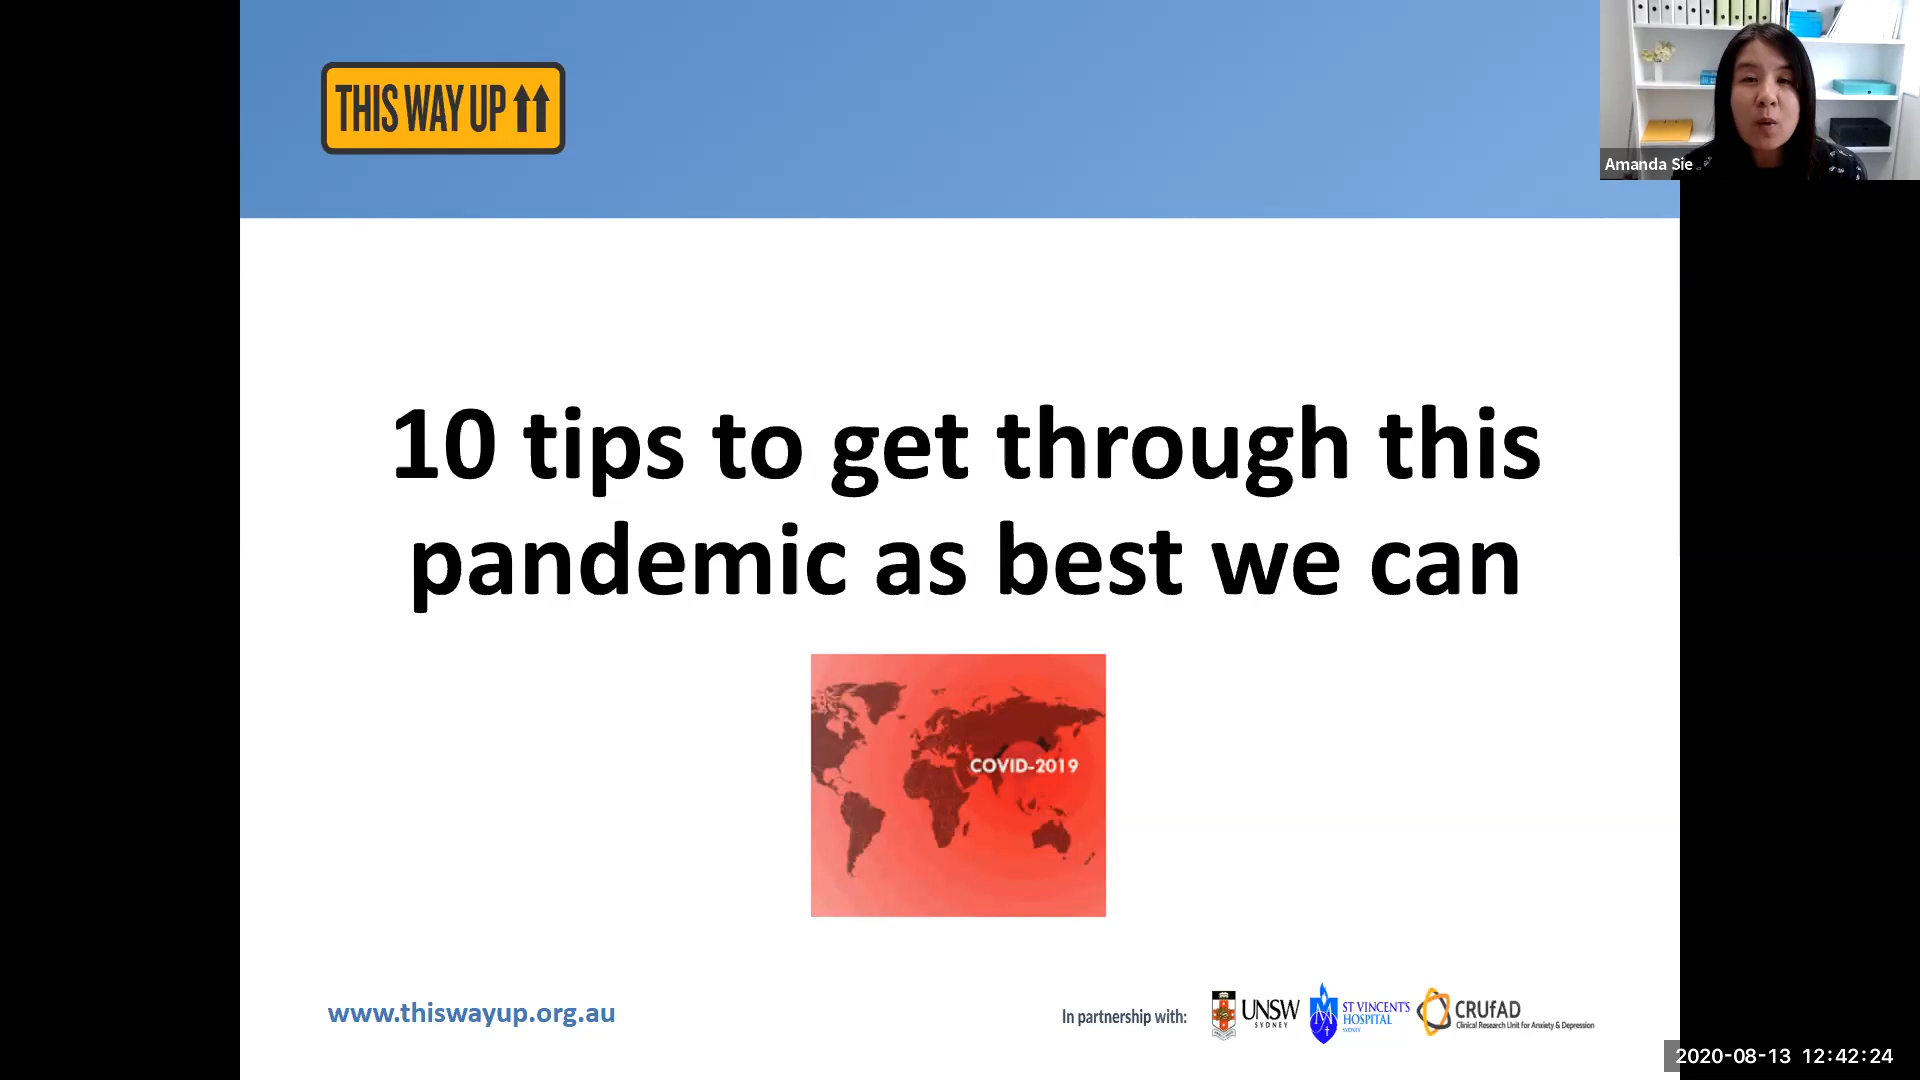 THIS WAY UP
Amanda Sie
10 tips to get through this
pandemic as best we can
COVID-2019
www.thiswayup.org.au
In partnership with:
UNSW
SYDNEY
ST VINCENT'S
HOSPITAL
SYDNEY
CRUfAD
Clinical Research Unit for Anxiety & Depression
2020-08-13 12:42:24